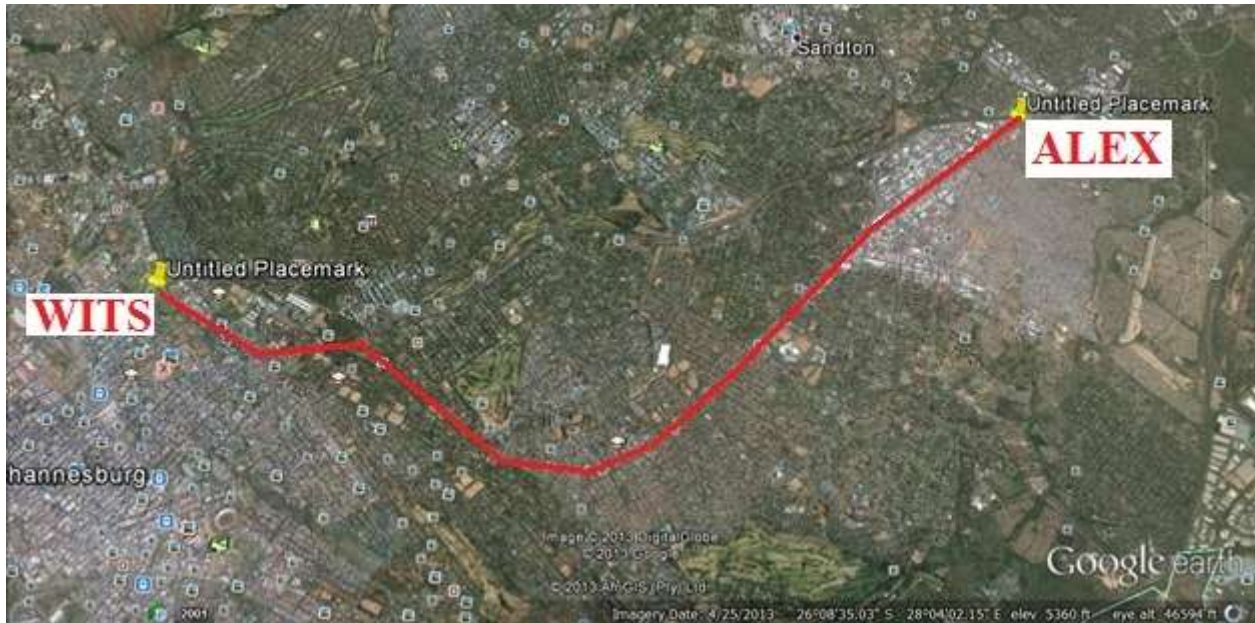 Sandton
Untitled Placemark
ALEX
Untitled Placemark
WITS
hannesburg
Image © 2013 DigitalGlobe
© 2013 Google
© 2013 AfriGIS (Pty) Ltd.
Google earth
2001
Imagery Date: 4/25/2013 26°08'35.03" S 28°04'02.15" E elev 5360 ft eye alt 46594 ft